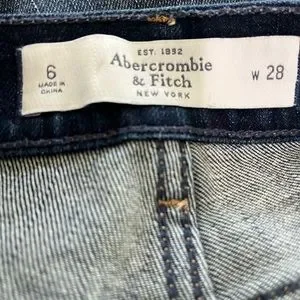 EST. 1892
6
MADE IN
CHINA
Abercrombie
& Fitch
NEW YORK
W 28